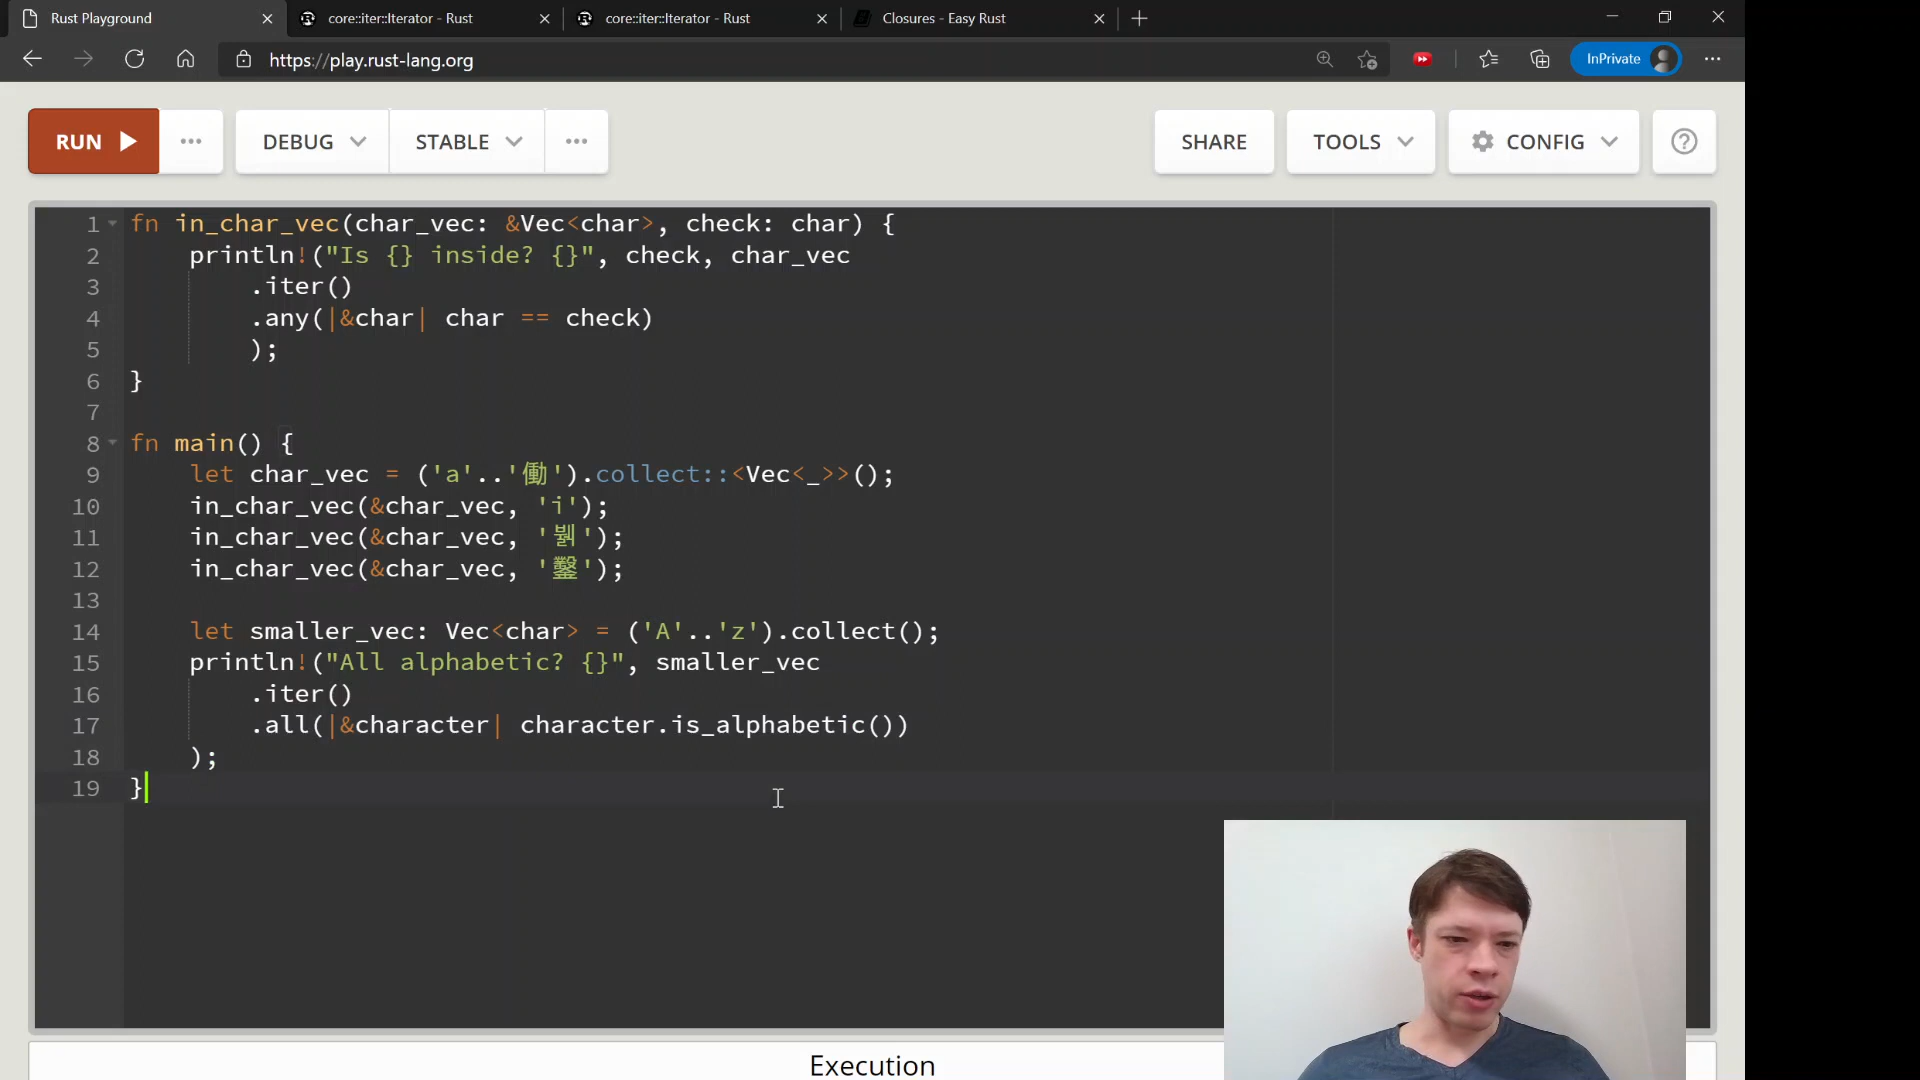 Rust Playground
core::iter::Iterator - Rust
core::iter::Iterator - Rust
Closures - Easy Rust
https://play.rust-lang.org
InPrivate
RUN
DEBUG
STABLE
SHARE
TOOLS
CONFIG
1 fn in_char_vec(char_vec: &Vec<char>, check: char) {
2 println!("Is {} inside? {}", check, char_vec
3 .iter()
4 .any(|&char| char == check)
5 );
6 }
7
8 fn main() {
9 let char_vec = ('a'..'働').collect::<Vec<_>>();
10 in_char_vec(&char_vec, 'i');
11 in_char_vec(&char_vec, '뷁');
12 in_char_vec(&char_vec, '鑿');
13
14 let smaller_vec: Vec<char> = ('A'..'z').collect();
15 println!("All alphabetic? {}", smaller_vec
16 .iter()
17 .all(|&character| character.is_alphabetic())
18 );
19 }
Execution